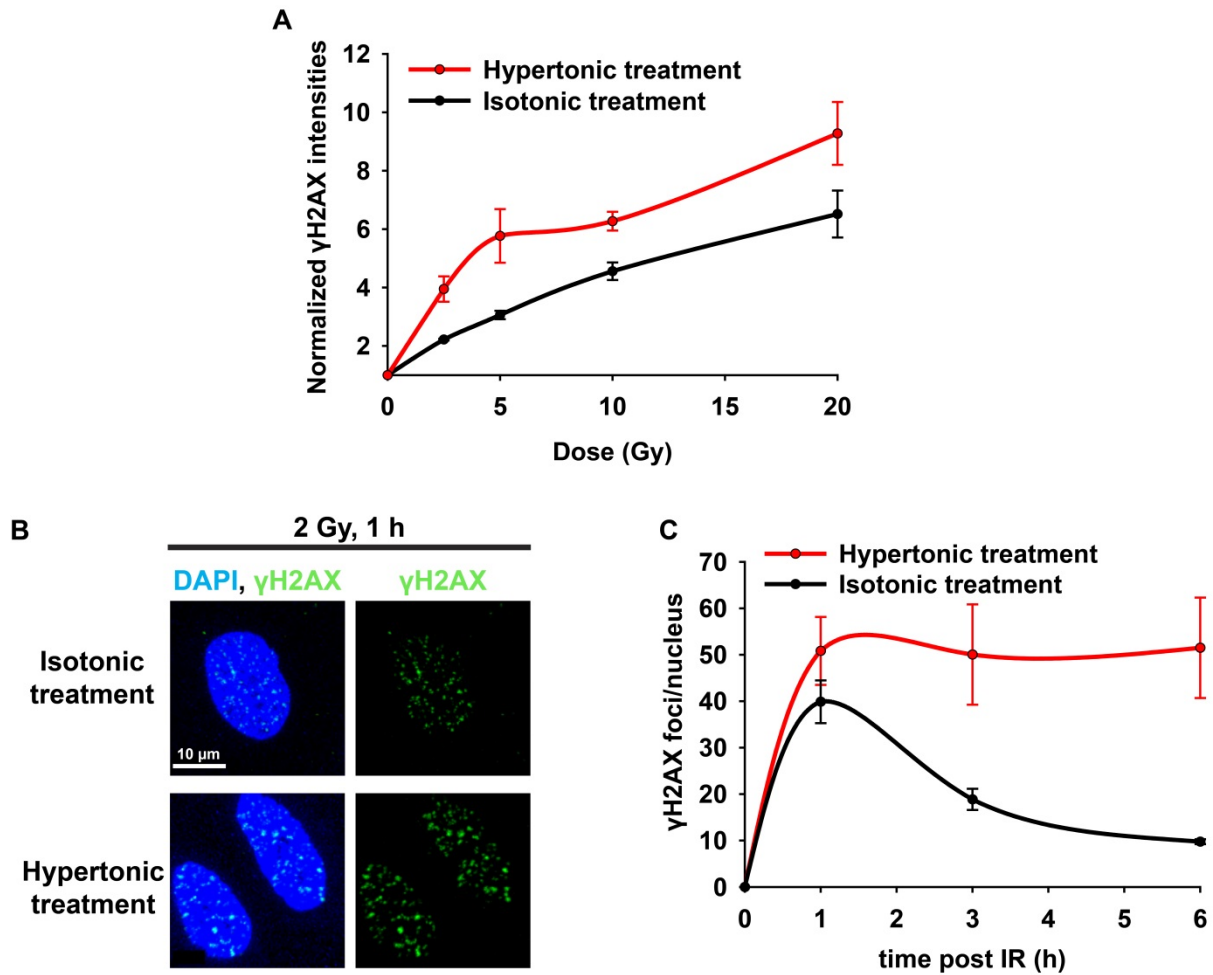 A
Normalized γH2AX intensities
12
10
8
6
4
2
Hypertonic treatment
Isotonic treatment
0
5
10
15
20
Dose (Gy)
B
2 Gy, 1 h
DAPI, γH2AX
γH2AX
Isotonic
treatment
10 µm
Hypertonic
treatment
C
γH2AX foci/nucleus
70
60
50
40
30
20
10
0
Hypertonic treatment
Isotonic treatment
0
1
2
3
4
5
6
time post IR (h)